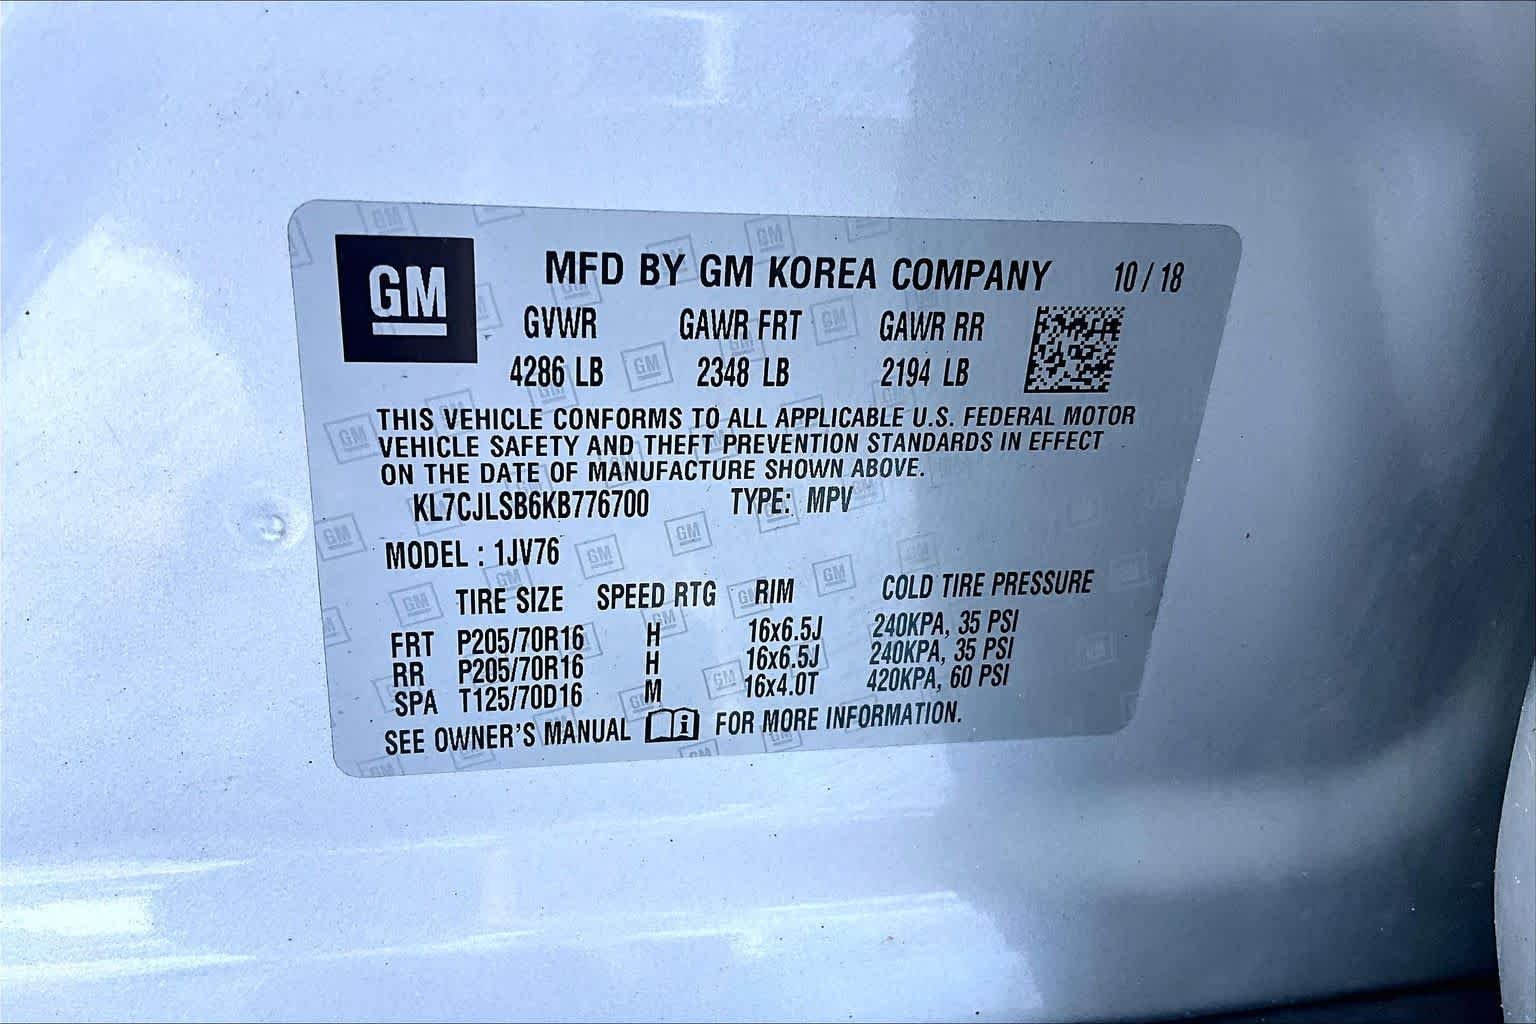 GM
MFD BY GM KOREA COMPANY 10/18
GVWR GAWR FRT GAWR RR
4286 LB 2348 LB 2194 LB
THIS VEHICLE CONFORMS TO ALL APPLICABLE U.S. FEDERAL MOTOR
VEHICLE SAFETY AND THEFT PREVENTION STANDARDS IN EFFECT
ON THE DATE OF MANUFACTURE SHOWN ABOVE.
KL7CJLSB6KB776700 TYPE: MPV
MODEL : 1JV76
TIRE SIZE SPEED RTG RIM COLD TIRE PRESSURE
FRT P205/70R16 H 16x6.5J 240KPA, 35 PSI
RR P205/70R16 H 16x6.5J 240KPA, 35 PSI
SPA T125/70D16 M 16x4.0T 420KPA, 60 PSI
SEE OWNER'S MANUAL FOR MORE INFORMATION.